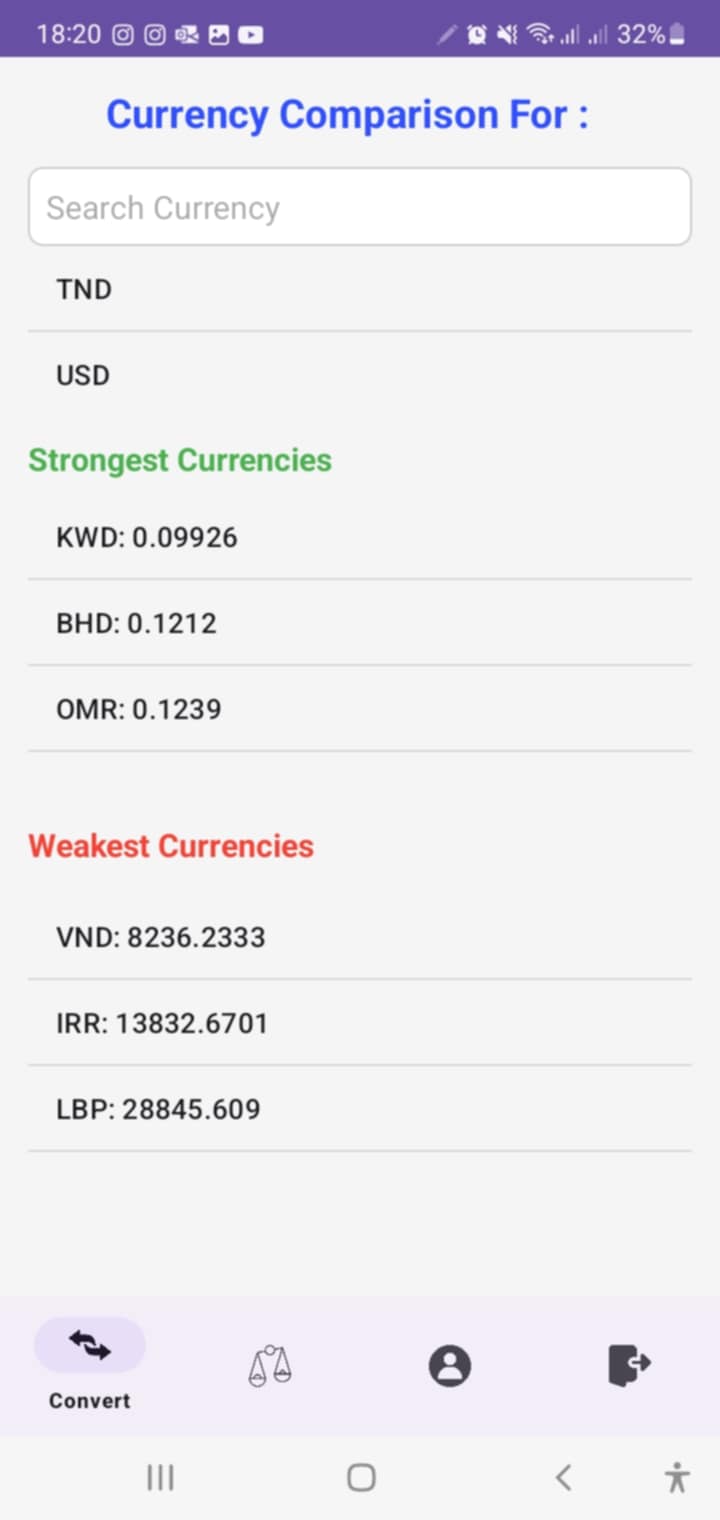 18:20
32%
Currency Comparison For :
Search Currency
TND
USD
Strongest Currencies
KWD: 0.09926
BHD: 0.1212
OMR: 0.1239
Weakest Currencies
VND: 8236.2333
IRR: 13832.6701
LBP: 28845.609
Convert